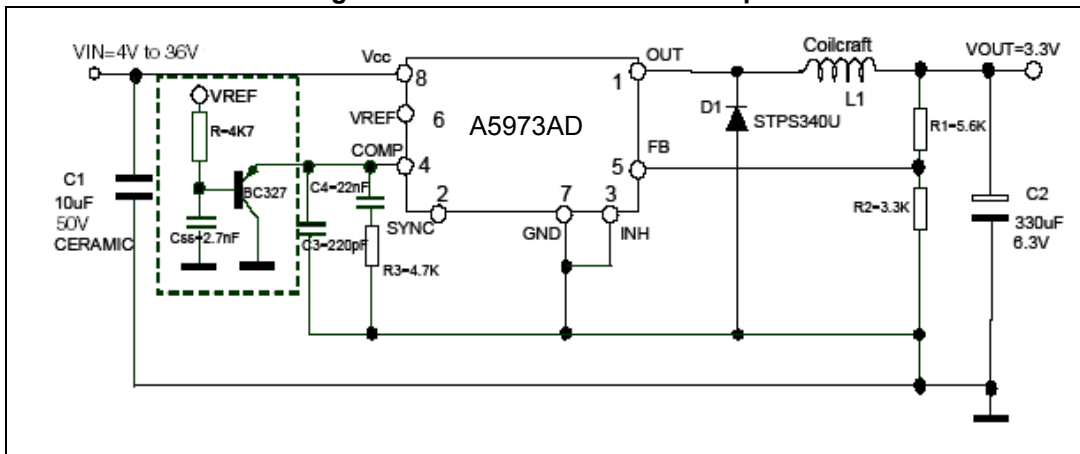 VIN=4V to 36V
Vcc
8
OUT
1
Coilcraft
L1
VOUT=3.3V
VREF
R=4K7
VREF
6
A5973AD
D1
STPS340U
R1=5.6K
COMP
4
FB
5
C1
10uF
50V
CERAMIC
BC327
C4=22nF
2
7
3
SYNC
GND
INH
R2=3.3K
C2
330uF
6.3V
Css=2.7nF
C3=220pF
R3=4.7K